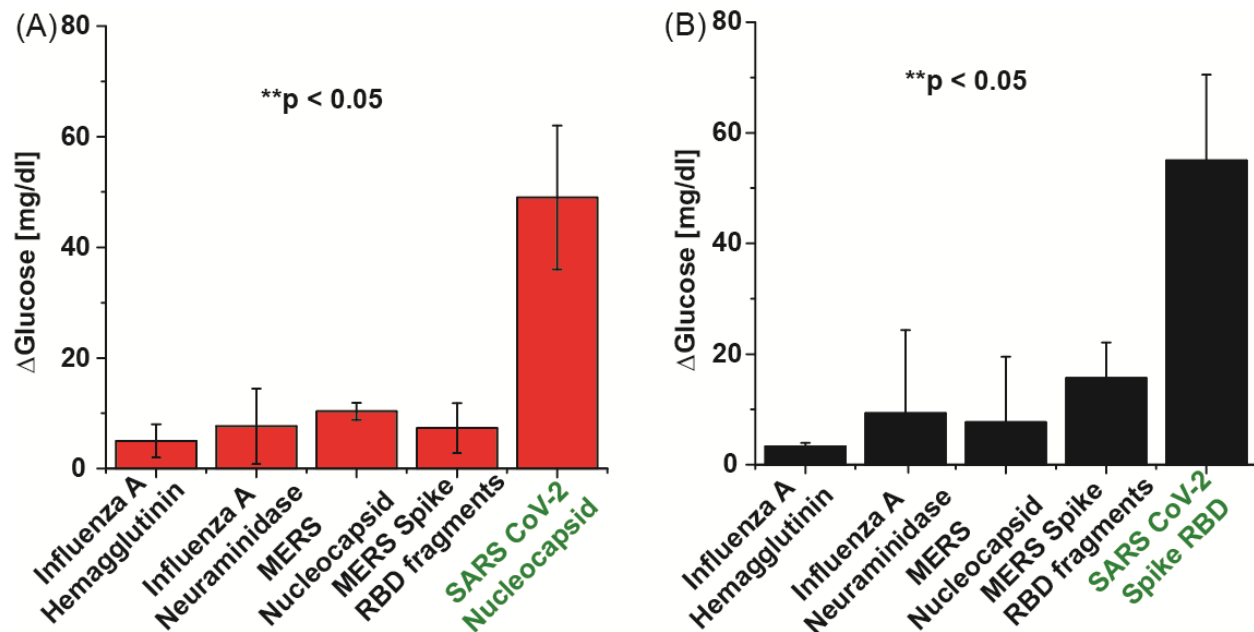 (A)
80
60
40
20
0
ΔGlucose [mg/dl]
**p < 0.05
Influenza A
Hemagglutinin
Influenza A
Neuraminidase
MERS
Nucleocapsid
MERS Spike
RBD fragments
SARS CoV-2
Nucleocapsid
(B)
80
60
40
20
0
ΔGlucose [mg/dl]
**p < 0.05
Influenza A
Hemagglutinin
Influenza A
Neuraminidase
MERS
Nucleocapsid
MERS Spike
RBD fragments
SARS CoV-2
Spike RBD